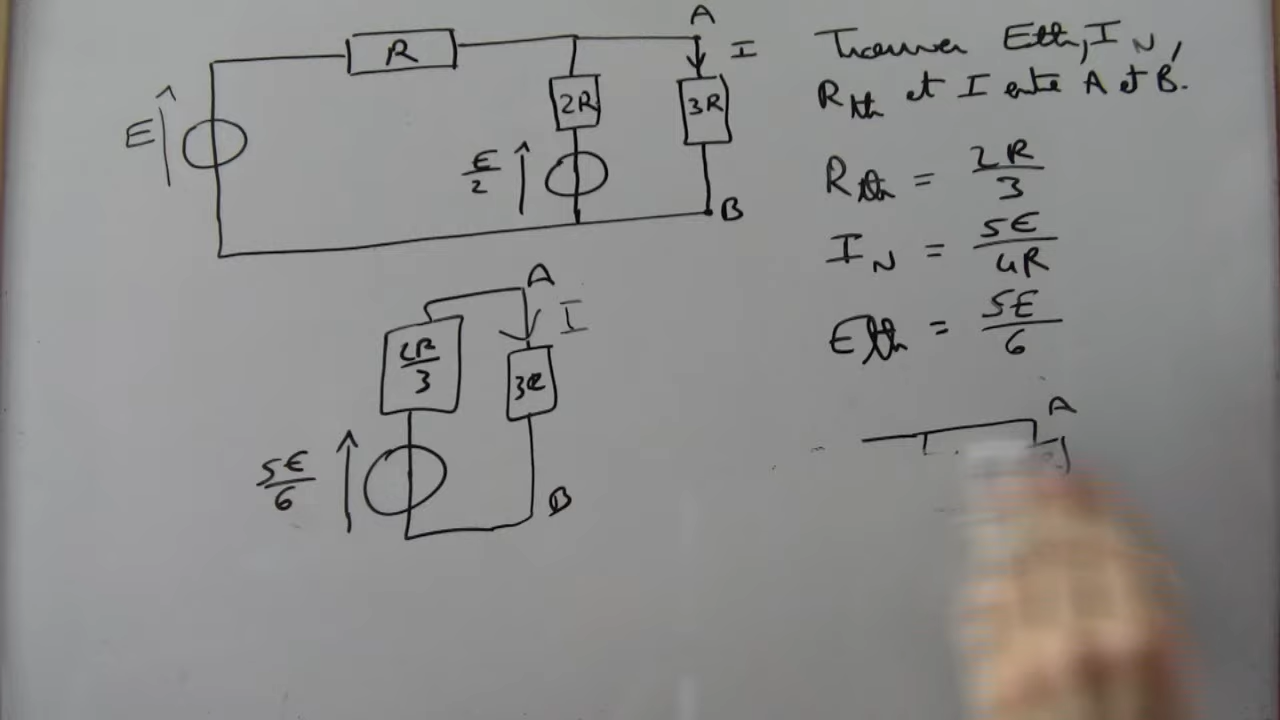 A
R
I
Trouver Eth, IN,
Rth et I entre A et B.
E
2R
3R
E/2
B
Rth = 2R/3
IN = 5E/4R
Eth = 5E/6
A
I
2R/3
3R
5E/6
B
A